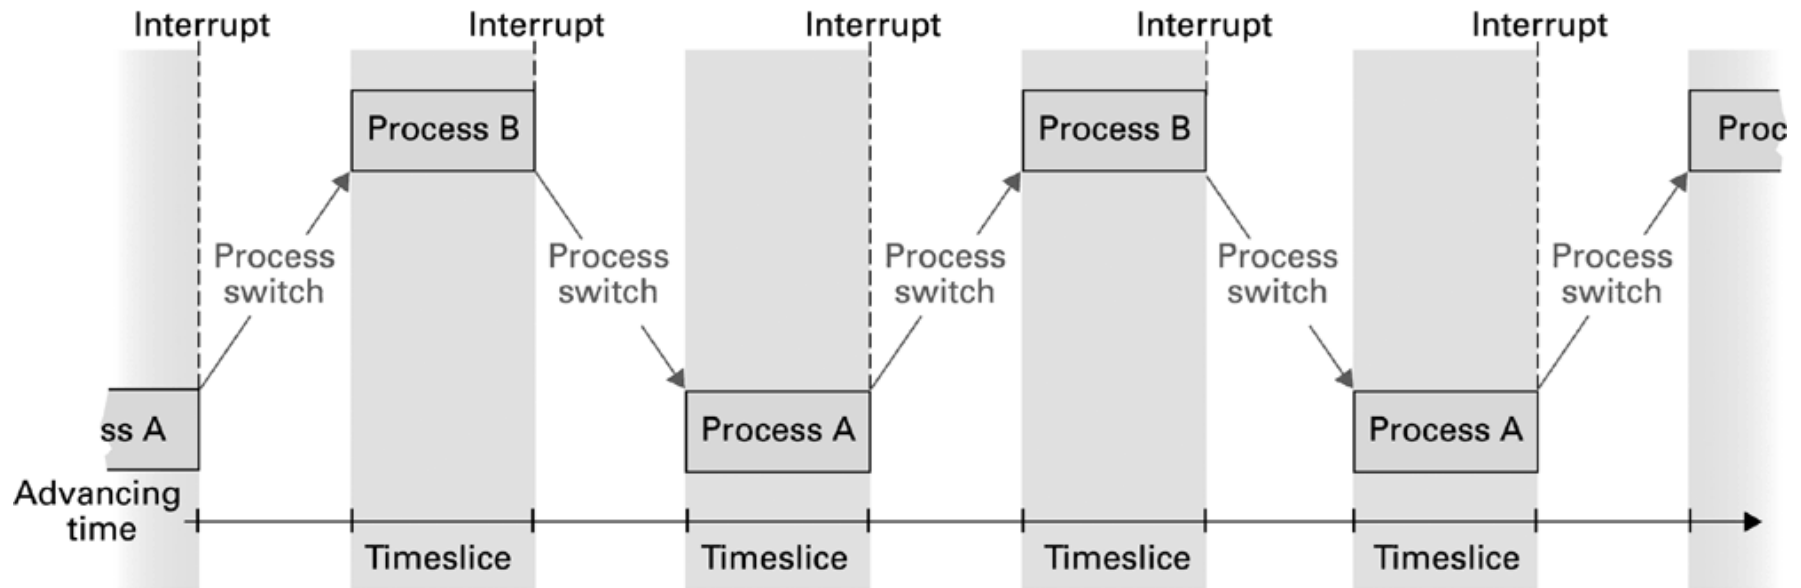 Interrupt Interrupt Interrupt Interrupt Interrupt
Process B Process B Proc
Process Process Process Process Process
switch switch switch switch switch
ss A Process A Process A
Advancing
time
Timeslice Timeslice Timeslice Timeslice